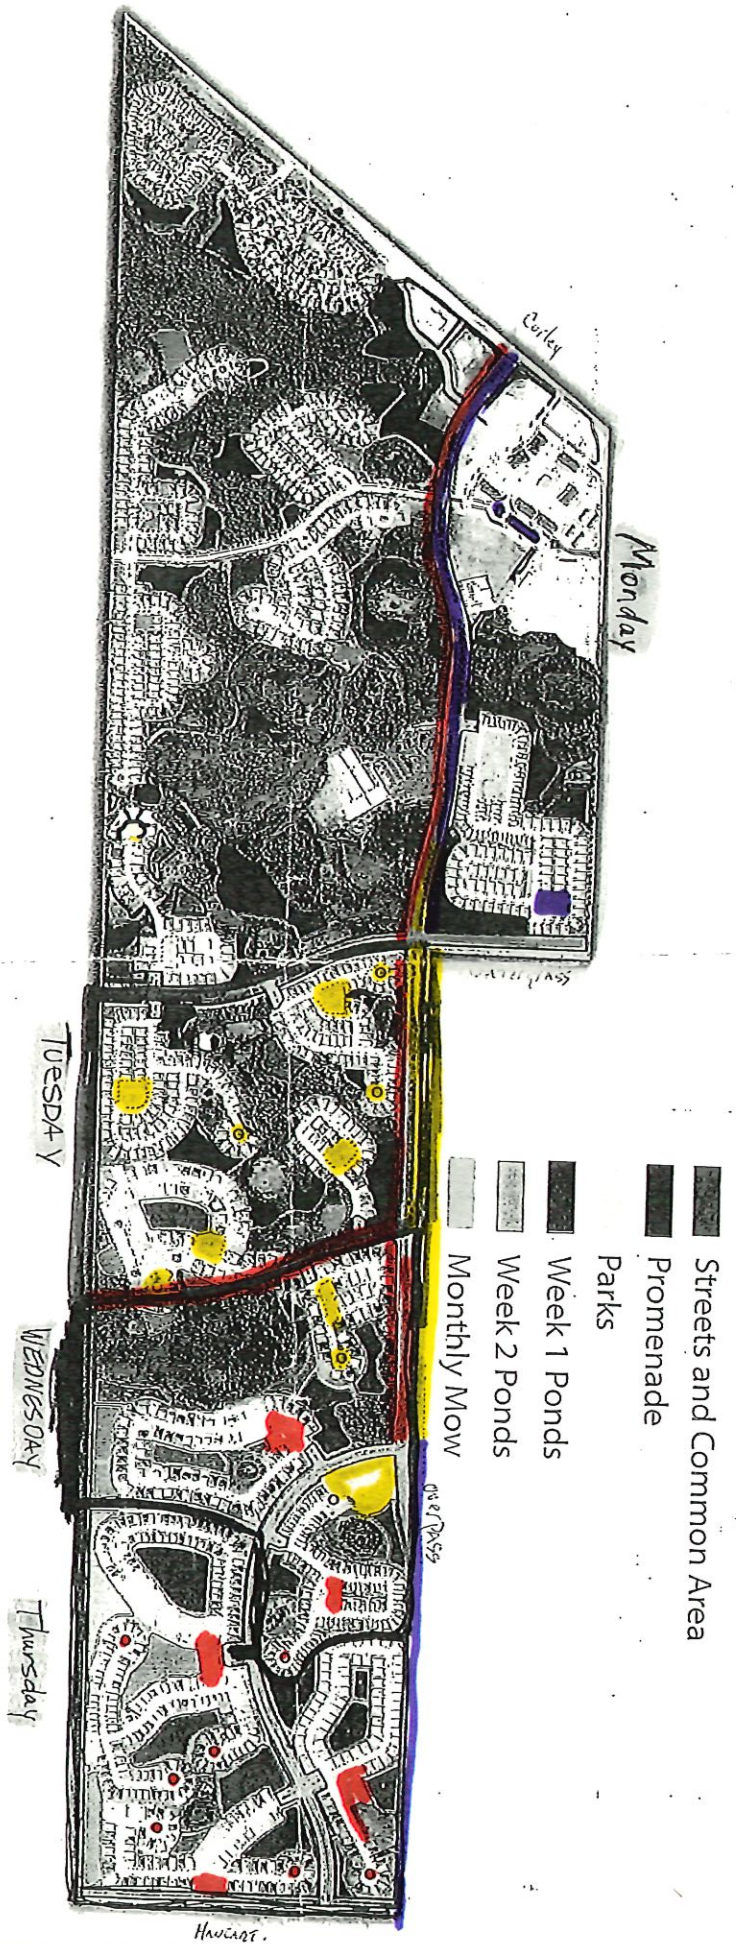 Curley
Monday
Streets and Common Area
Promenade
Parks
Week 1 Ponds
Week 2 Ponds
Monthly Mow
TUESDAY
WEDNESDAY
overpass
Thursday